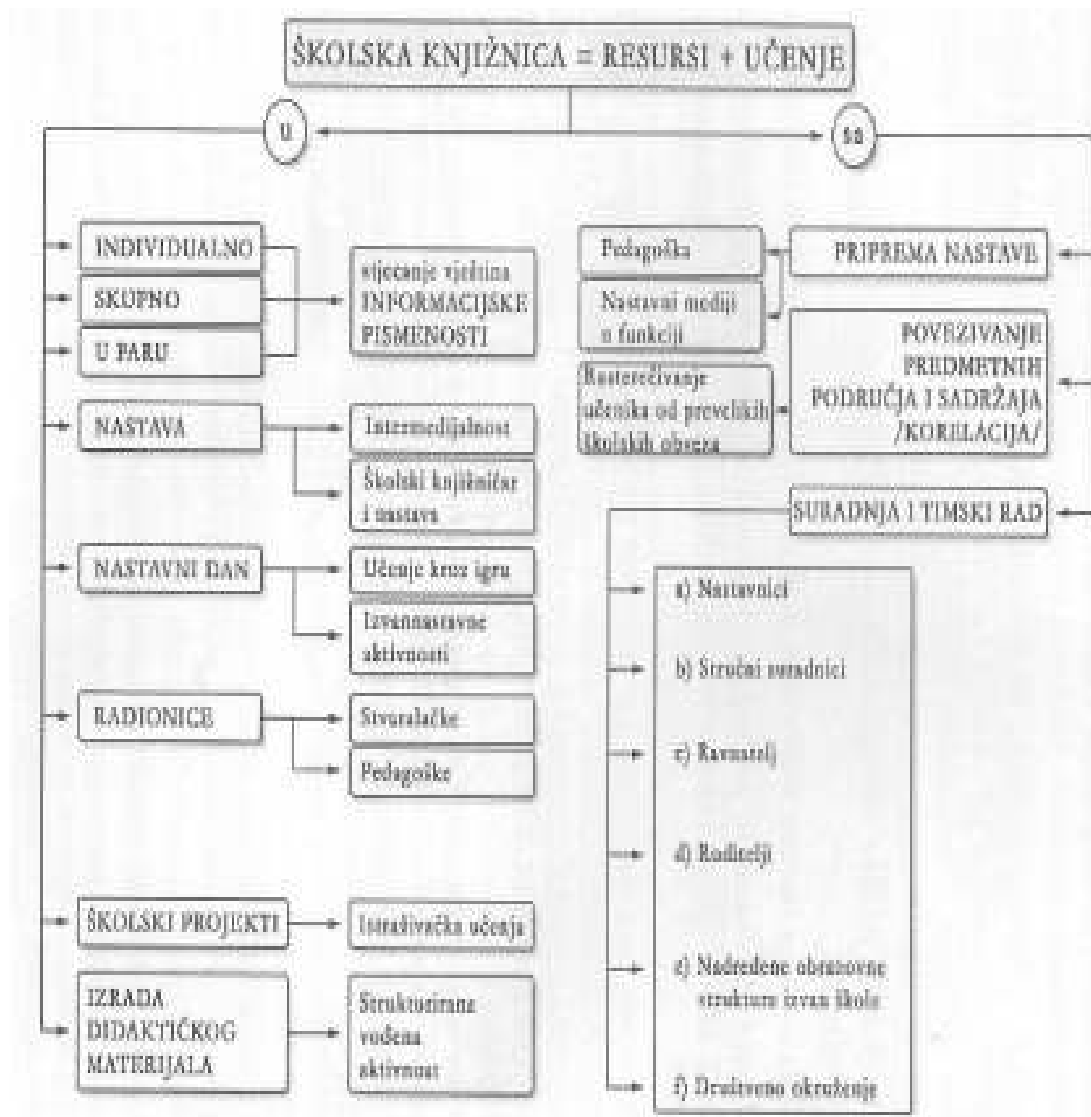 ŠKOLSKA KNJIŽNICA = RESURSI + UČENJE
U
sa
INDIVIDUALNO
SKUPNO
U PARU
stjecanje vještina
INFORMACIJSKE
PISMENOSTI
NASTAVA
Intermedijalnost
Školski knjižničar
i nastava
NASTAVNI DAN
Učenje kroz igru
Izvannastavne
aktivnosti
RADIONICE
Stvaralačke
Pedagoške
ŠKOLSKI PROJEKTI
Istraživačka učenja
IZRADA
DIDAKTIČKOG
MATERIJALA
Strukturirana
vođena
aktivnost
Pedagoška
Nastavni mediji
u funkciji
PRIPREMA NASTAVE
Rasterećivanje
učenika od prevelikih
školskih obveza
POVEZIVANJE
PREDMETNIH
PODRUČJA I SADRŽAJA
/KORELACIJA/
SURADNJA I TIMSKI RAD
a) Nastavnici
b) Stručni suradnici
c) Ravnatelj
d) Roditelji
e) Nadređene obrazovne
strukture izvan škole
f) Društveno okruženje